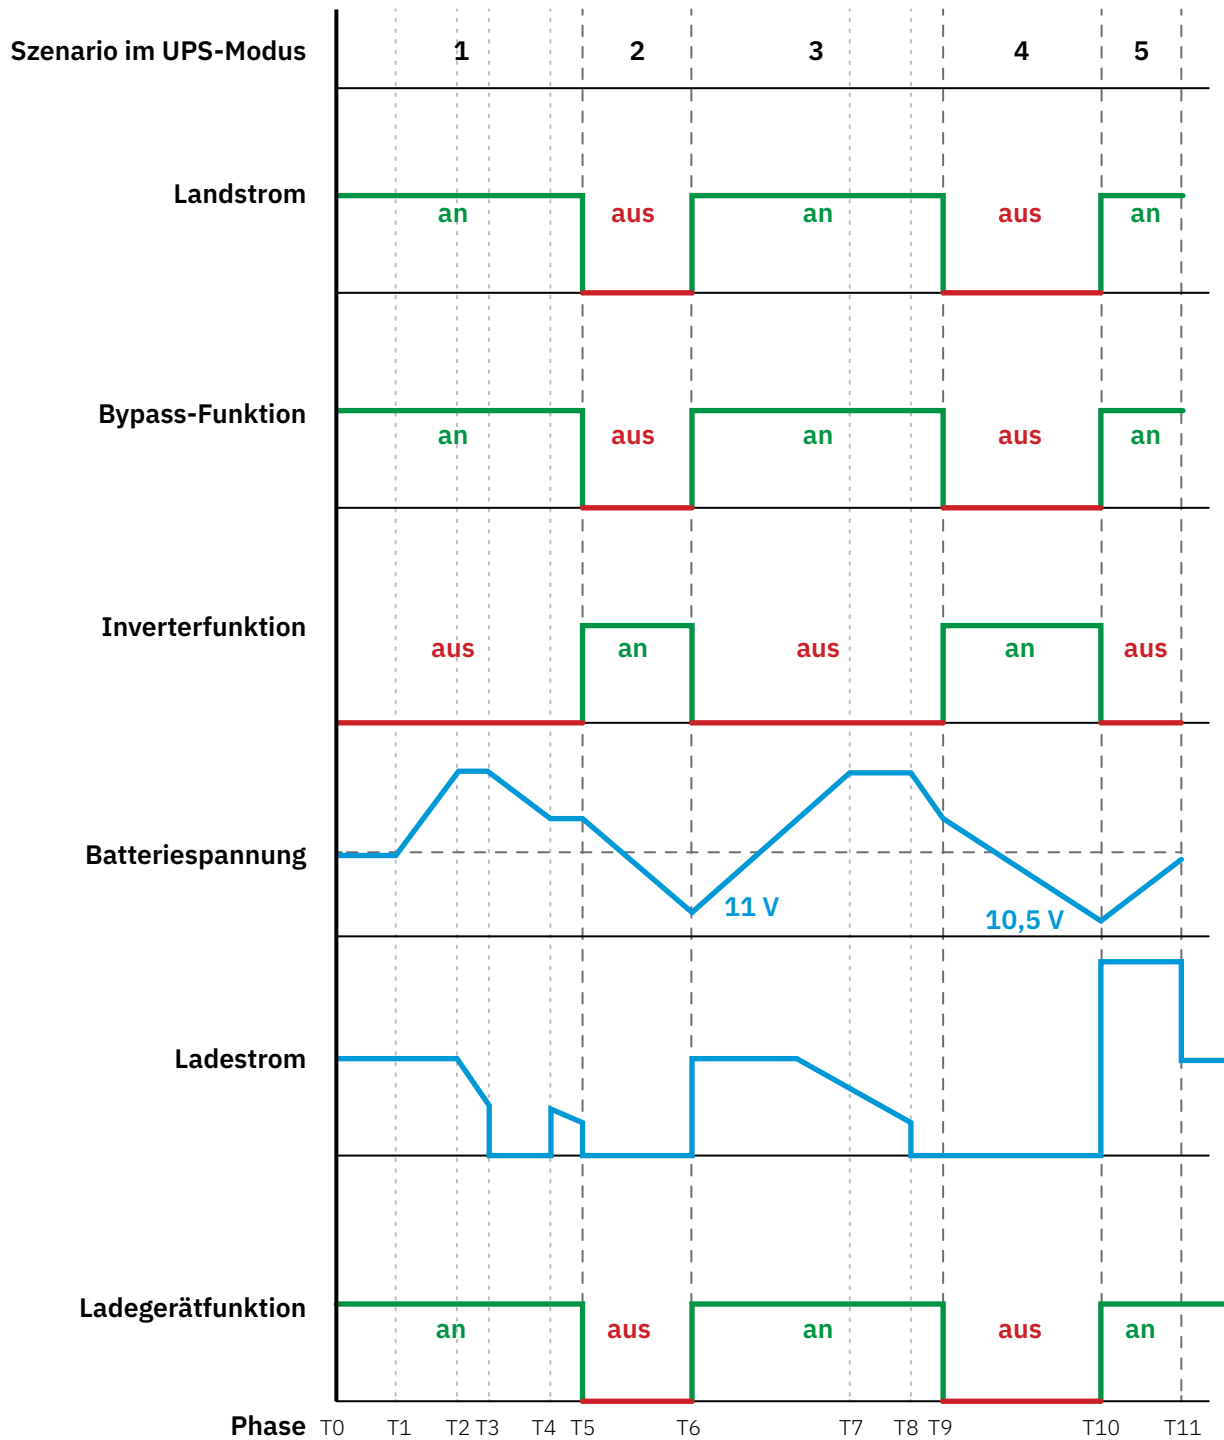 Szenario im UPS-Modus 1 2 3 4 5
Landstrom
an aus an aus an
Bypass-Funktion
an aus an aus an
Inverterfunktion
aus an aus an aus
Batteriespannung
11 V
10,5 V
Ladestrom
Ladegerätfunktion
an aus an aus an
Phase T0 T1 T2 T3 T4 T5 T6 T7 T8 T9 T10 T11